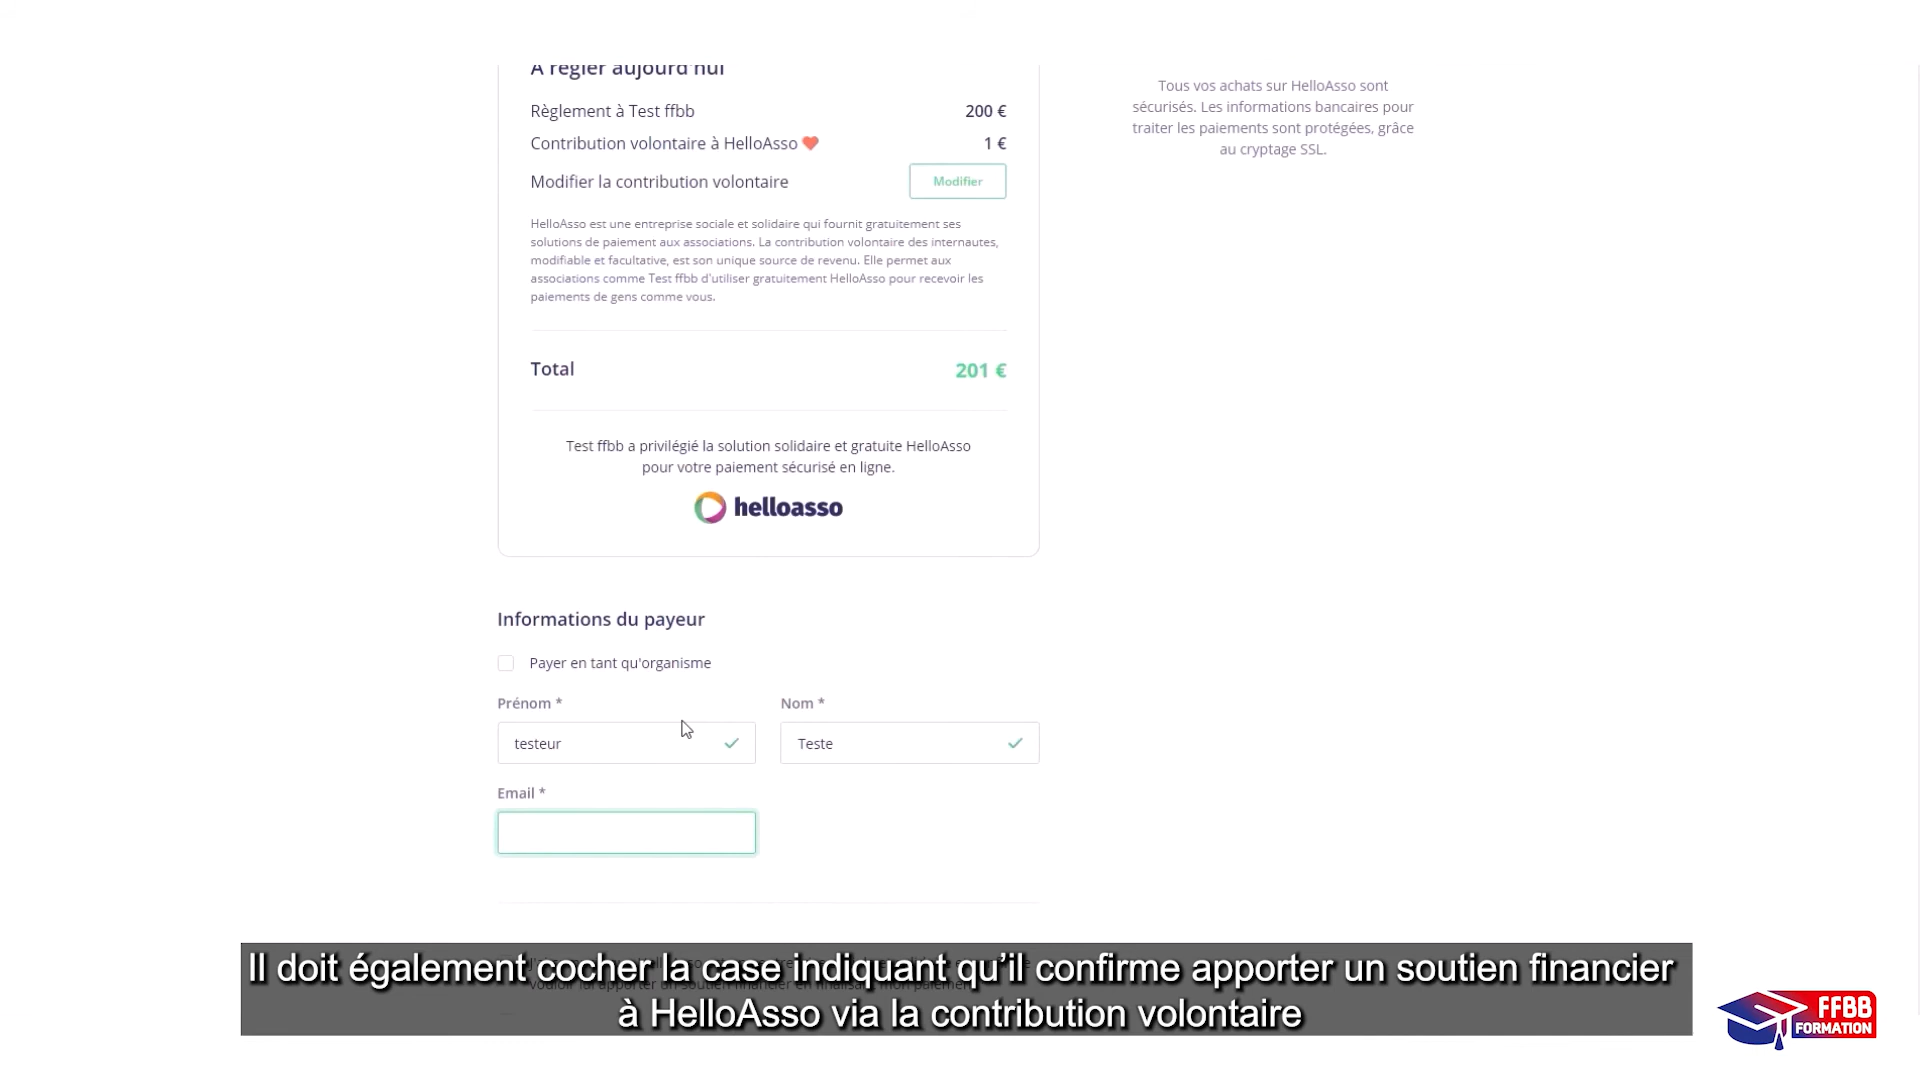 A régler aujourd'hui
Règlement à Test ffbb 200 €
Contribution volontaire à HelloAsso 1 €
Modifier la contribution volontaire Modifier
HelloAsso est une entreprise sociale et solidaire qui fournit gratuitement ses
solutions de paiement aux associations. La contribution volontaire des internautes,
modifiable et facultative, est son unique source de revenu. Elle permet aux
associations comme Test ffbb d'utiliser gratuitement HelloAsso pour recevoir les
paiements de gens comme vous.
Total 201 €
Test ffbb a privilégié la solution solidaire et gratuite HelloAsso
pour votre paiement sécurisé en ligne.
helloasso
Tous vos achats sur HelloAsso sont
sécurisés. Les informations bancaires pour
traiter les paiements sont protégées, grâce
au cryptage SSL.
Informations du payeur
Payer en tant qu'organisme
Prénom * Nom *
testeur Teste
Email *
Il doit également cocher la case indiquant qu’il confirme apporter un soutien financier
à HelloAsso via la contribution volontaire
FFBB
FORMATION